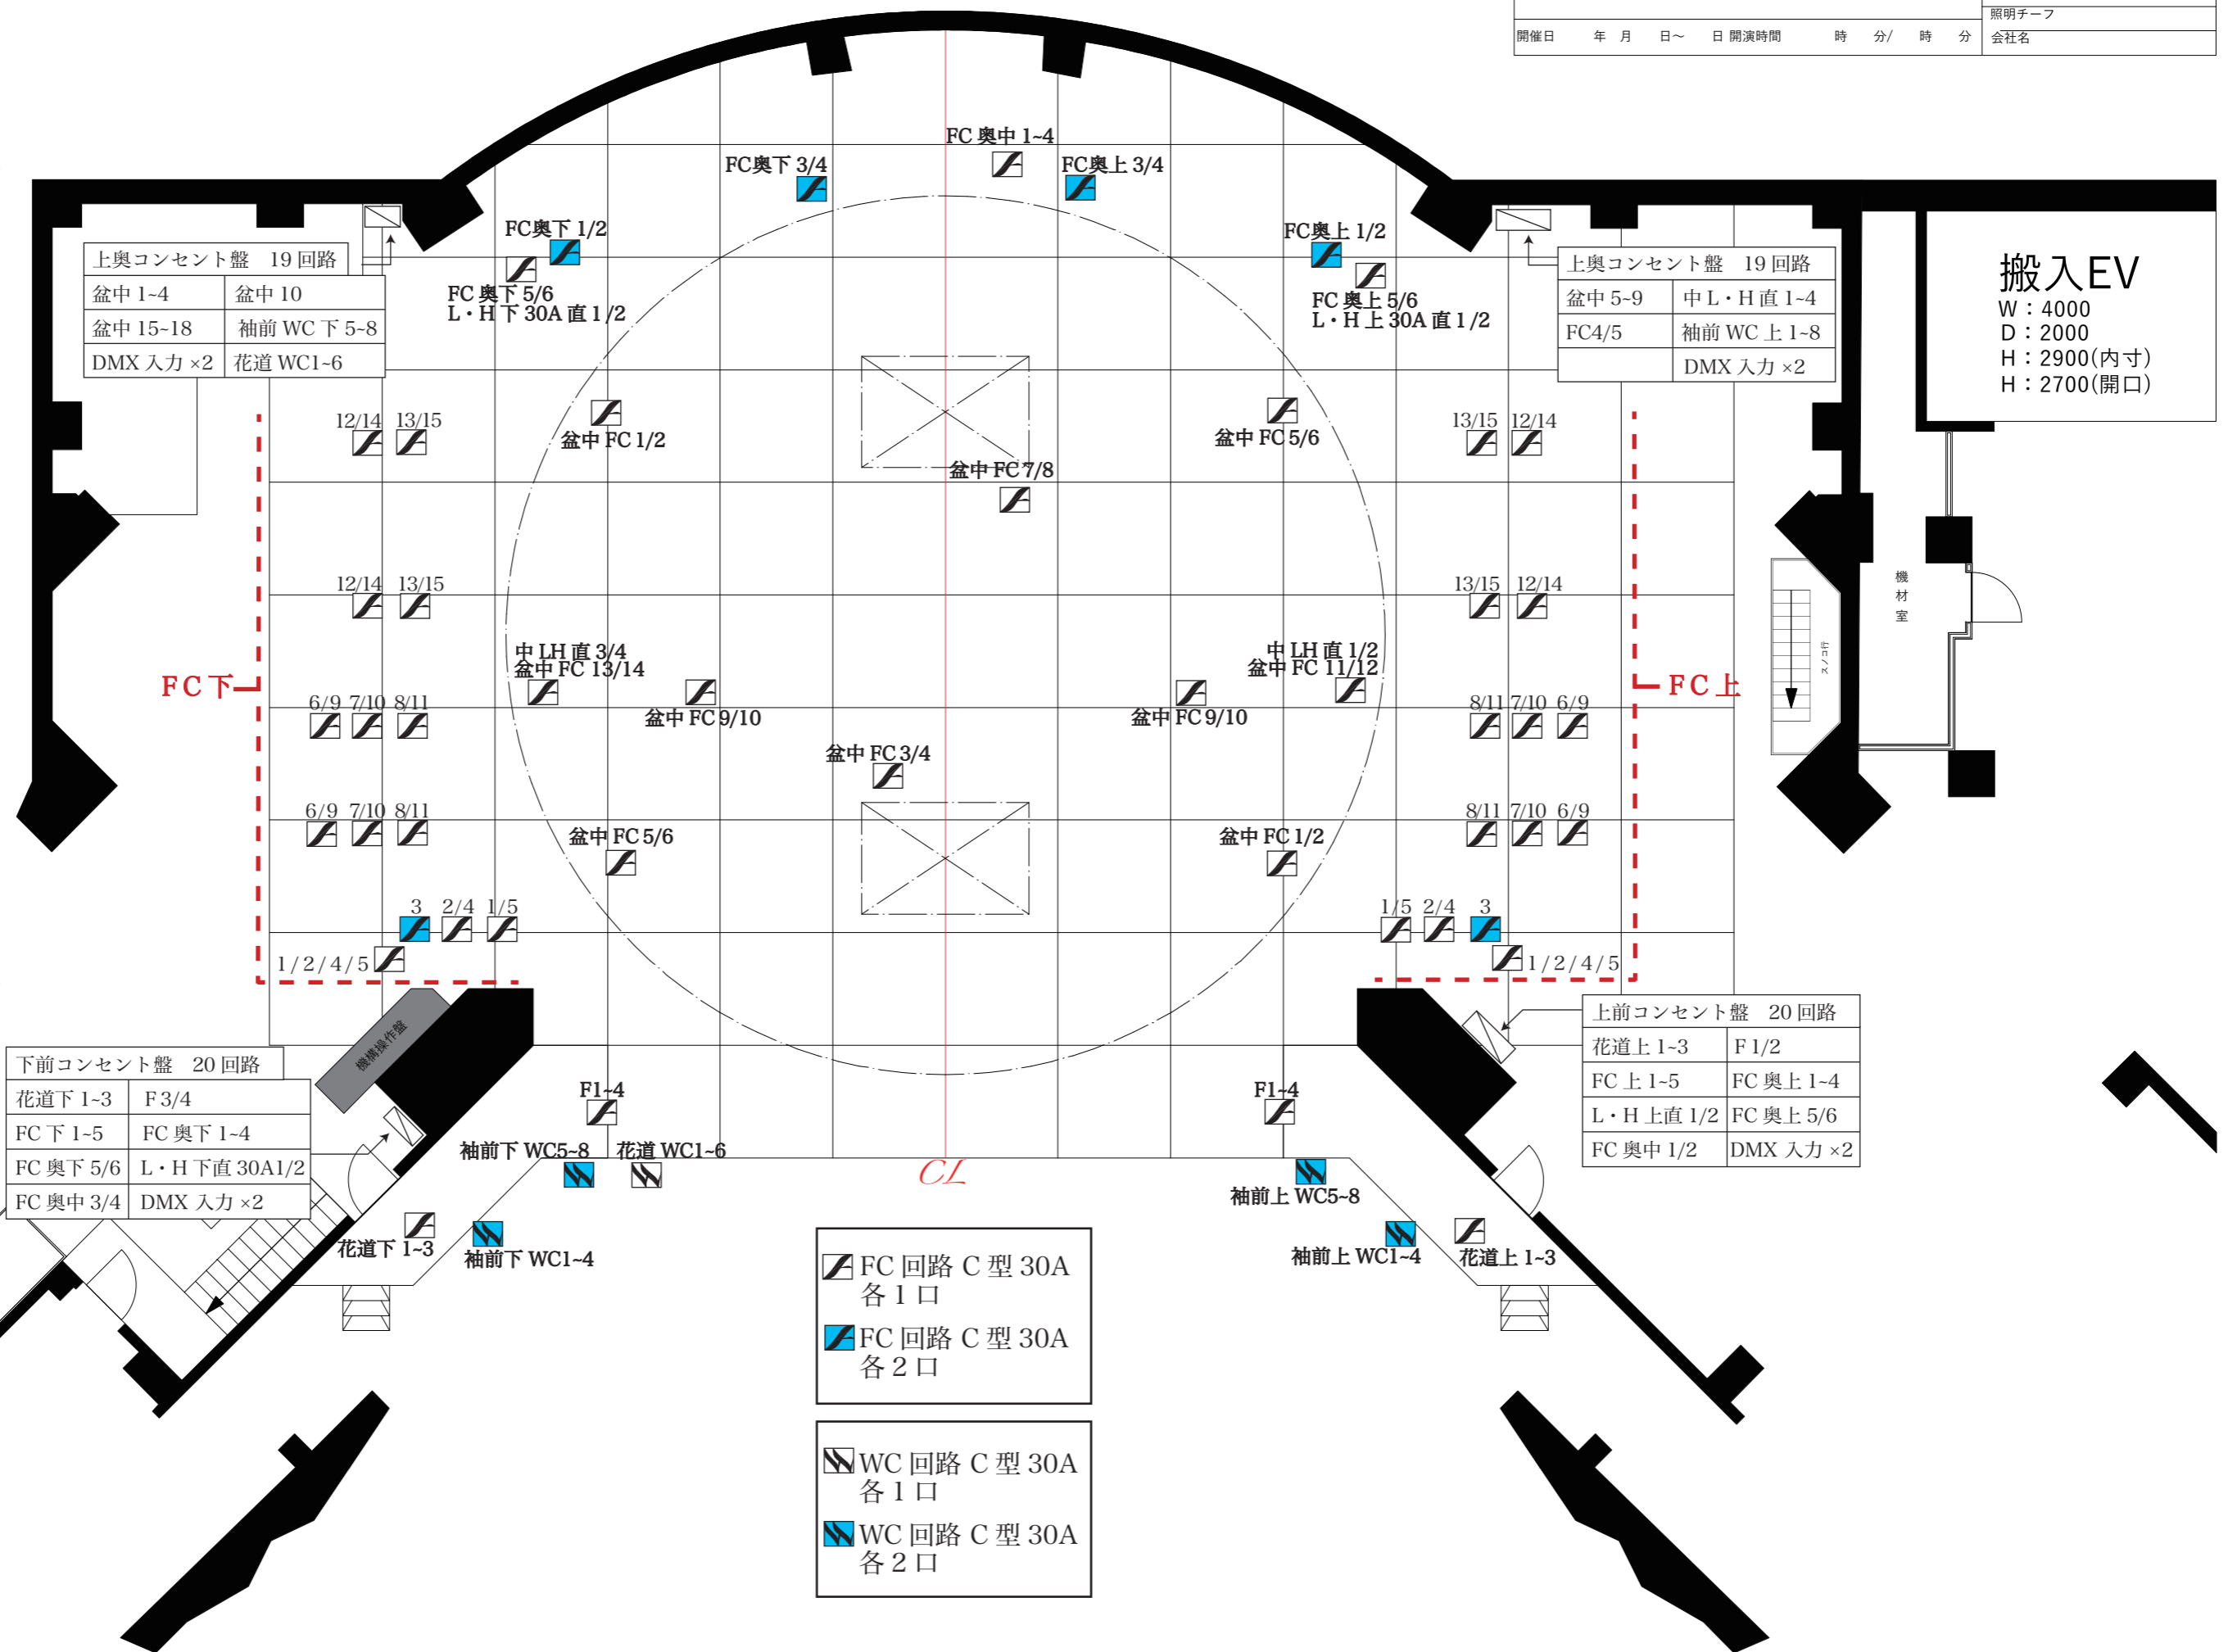 照明チーフ
開催日 年 月 日～ 日 開演時間 時 分/ 時 分
会社名
FC 奥中 1~4
FC奥下 3/4
FC奥上 3/4
FC奥下 1/2
FC奥上 1/2
上奥コンセント盤 19 回路
盆中 1~4 盆中 10
盆中 15~18 袖前 WC 下 5~8
DMX 入力 ×2 花道 WC1~6
FC 奥下 5/6
L・H 下 30A 直 1/2
FC 奥上 5/6
L・H 上 30A 直 1/2
上奥コンセント盤 19 回路
盆中 5~9 中 L・H 直 1~4
FC4/5 袖前 WC 上 1~8
DMX 入力 ×2
搬入EV
W：4000
D：2000
H：2900(内寸)
H：2700(開口)
12/14 13/15
盆中 FC 1/2
盆中 FC 5/6
13/15 12/14
盆中 FC 7/8
12/14 13/15
13/15 12/14
機材室
スノコ行
中 LH 直 3/4
盆中 FC 13/14
中 LH 直 1/2
盆中 FC 11/12
FC下
FC上
6/9 7/10 8/11
盆中 FC 9/10
盆中 FC 9/10
8/11 7/10 6/9
盆中 FC 3/4
6/9 7/10 8/11
盆中 FC 5/6
盆中 FC 1/2
8/11 7/10 6/9
3 2/4 1/5
1/5 2/4 3
1/2/4/5
1/2/4/5
機構操作盤
下前コンセント盤 20 回路
花道下 1~3 F 3/4
FC 下 1~5 FC 奥下 1~4
FC 奥下 5/6 L・H 下直 30A1/2
FC 奥中 3/4 DMX 入力 ×2
上前コンセント盤 20 回路
花道上 1~3 F 1/2
FC 上 1~5 FC 奥上 1~4
L・H 上直 1/2 FC 奥上 5/6
FC 奥中 1/2 DMX 入力 ×2
F1~4
F1~4
袖前下 WC5~8 花道 WC1~6
CL
袖前上 WC5~8
花道下 1~3
袖前下 WC1~4
袖前上 WC1~4
花道上 1~3
FC 回路 C 型 30A
各 1 口
FC 回路 C 型 30A
各 2 口
WC 回路 C 型 30A
各 1 口
WC 回路 C 型 30A
各 2 口